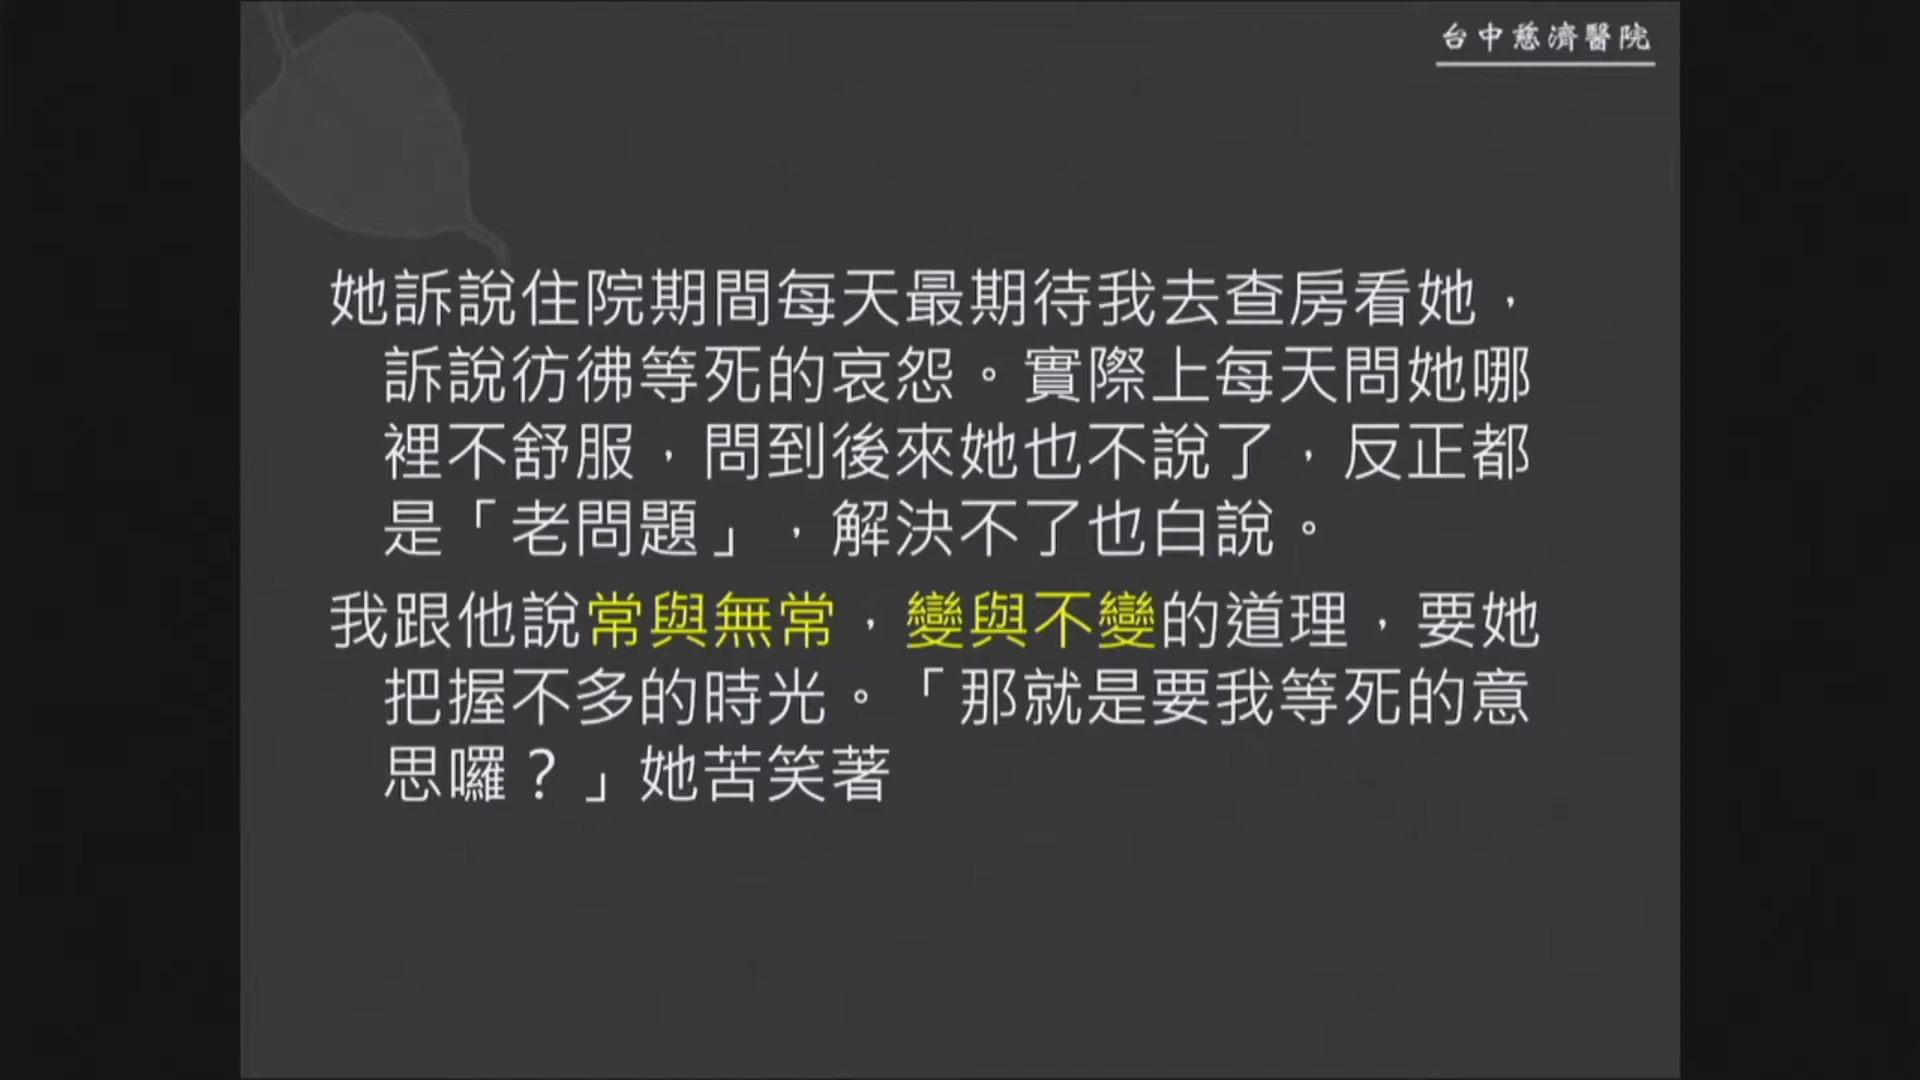 台中慈濟醫院
她訴說住院期間每天最期待我去查房看她，
訴說彷彿等死的哀怨。實際上每天問她哪
裡不舒服，問到後來她也不說了，反正都
是「老問題」，解決不了也白說。
我跟他說常與無常，變與不變的道理，要她
把握不多的時光。「那就是要我等死的意
思囉？」她苦笑著